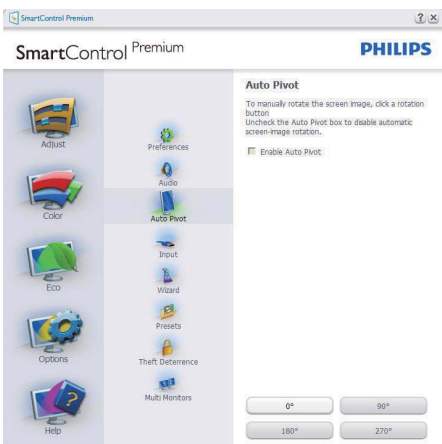 SmartControl Premium
SmartControl Premium
PHILIPS
Adjust
Color
Eco
Options
Help
Preferences
Audio
Auto Pivot
Input
Wizard
Presets
Theft Deterrence
Multi Monitors
Auto Pivot
To manually rotate the screen image, click a rotation
button
Uncheck the Auto Pivot box to disable automatic
screen-image rotation.
Enable Auto Pivot
0°
90°
180°
270°